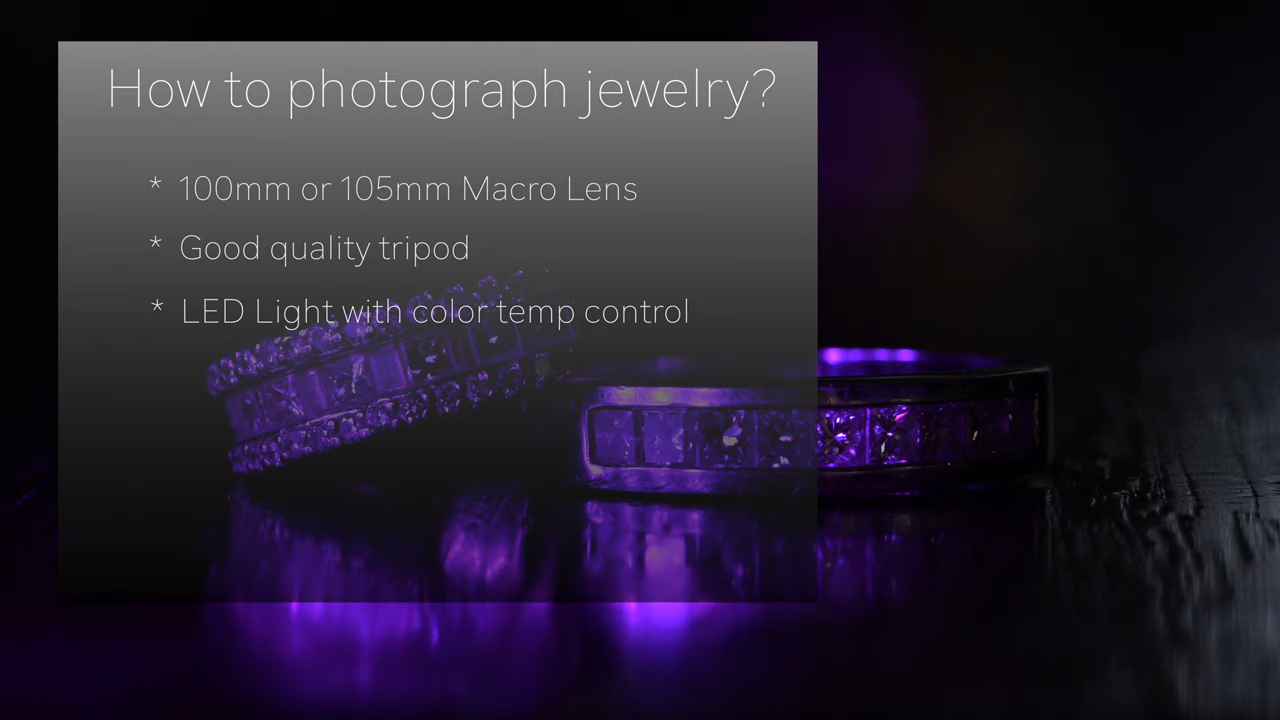 How to photograph jewelry?
* 100mm or 105mm Macro Lens
* Good quality tripod
* LED Light with color temp control